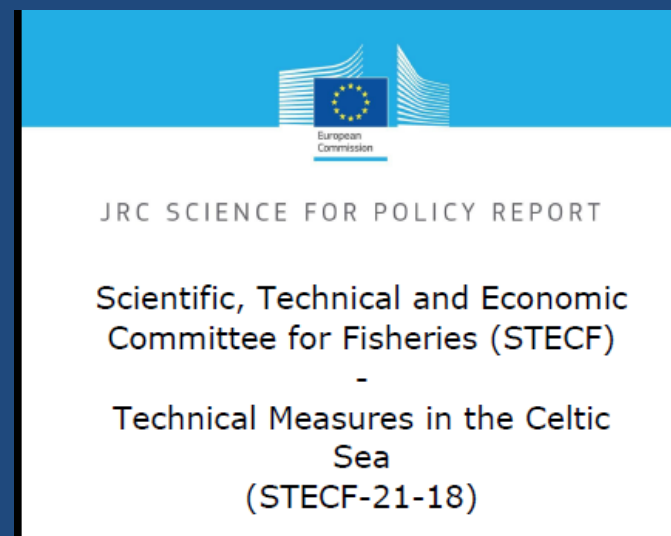 European
Commission
JRC SCIENCE FOR POLICY REPORT
Scientific, Technical and Economic
Committee for Fisheries (STECF)
-
Technical Measures in the Celtic
Sea
(STECF-21-18)